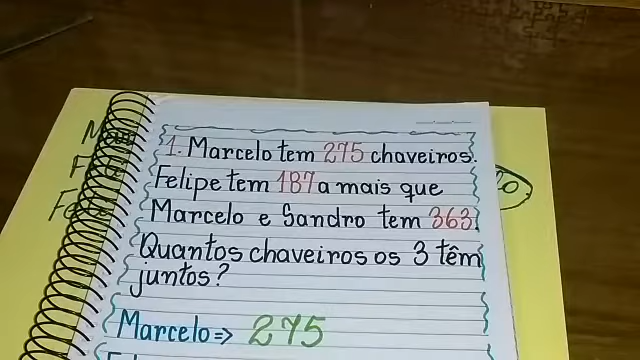 1. Marcelo tem 275 chaveiros.
Felipe tem 187 a mais que
Marcelo e Sandro tem 363.
Quantos chaveiros os 3 têm
juntos?
Marcelo=> 275